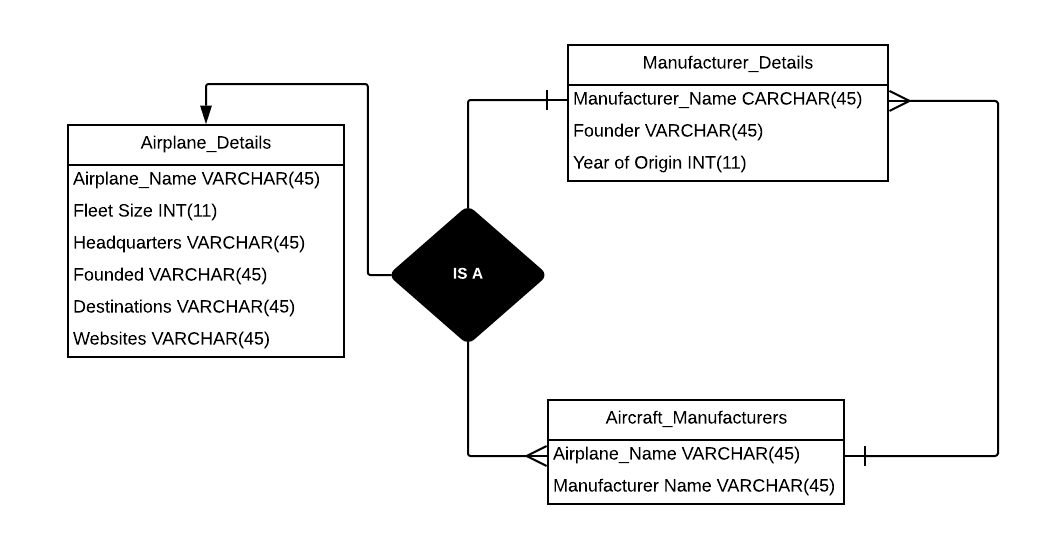 Manufacturer_Details
Manufacturer_Name CARCHAR(45)
Founder VARCHAR(45)
Year of Origin INT(11)
Airplane_Details
Airplane_Name VARCHAR(45)
Fleet Size INT(11)
Headquarters VARCHAR(45)
Founded VARCHAR(45)
Destinations VARCHAR(45)
Websites VARCHAR(45)
IS A
Aircraft_Manufacturers
Airplane_Name VARCHAR(45)
Manufacturer Name VARCHAR(45)